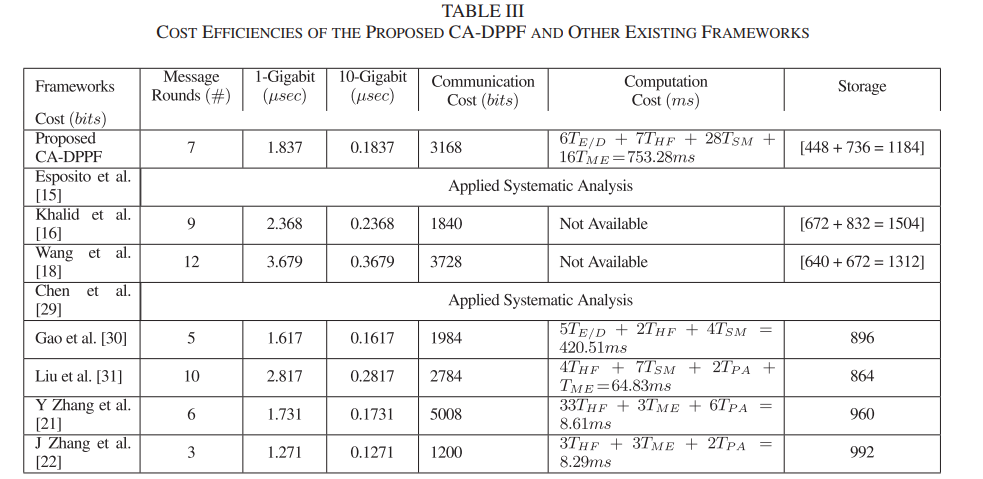 TABLE III
COST EFFICIENCIES OF THE PROPOSED CA-DPPF AND OTHER EXISTING FRAMEWORKS
Frameworks Message Rounds (#) 1-Gigabit (μsec) 10-Gigabit (μsec) Communication Cost (bits) Computation Cost (ms) Storage
Cost (bits)
Proposed CA-DPPF 7 1.837 0.1837 3168 6T_{E/D} + 7T_{HF} + 28T_{SM} + 16T_{ME}=753.28ms [448 + 736 = 1184]
Esposito et al. [15] Applied Systematic Analysis
Khalid et al. [16] 9 2.368 0.2368 1840 Not Available [672 + 832 = 1504]
Wang et al. [18] 12 3.679 0.3679 3728 Not Available [640 + 672 = 1312]
Chen et al. [29] Applied Systematic Analysis
Gao et al. [30] 5 1.617 0.1617 1984 5T_{E/D} + 2T_{HF} + 4T_{SM} = 420.51ms 896
Liu et al. [31] 10 2.817 0.2817 2784 4T_{HF} + 7T_{SM} + 2T_{PA} + T_{ME}=64.83ms 864
Y Zhang et al. [21] 6 1.731 0.1731 5008 33T_{HF} + 3T_{ME} + 6T_{PA} = 8.61ms 960
J Zhang et al. [22] 3 1.271 0.1271 1200 3T_{HF} + 3T_{ME} + 2T_{PA} = 8.29ms 992